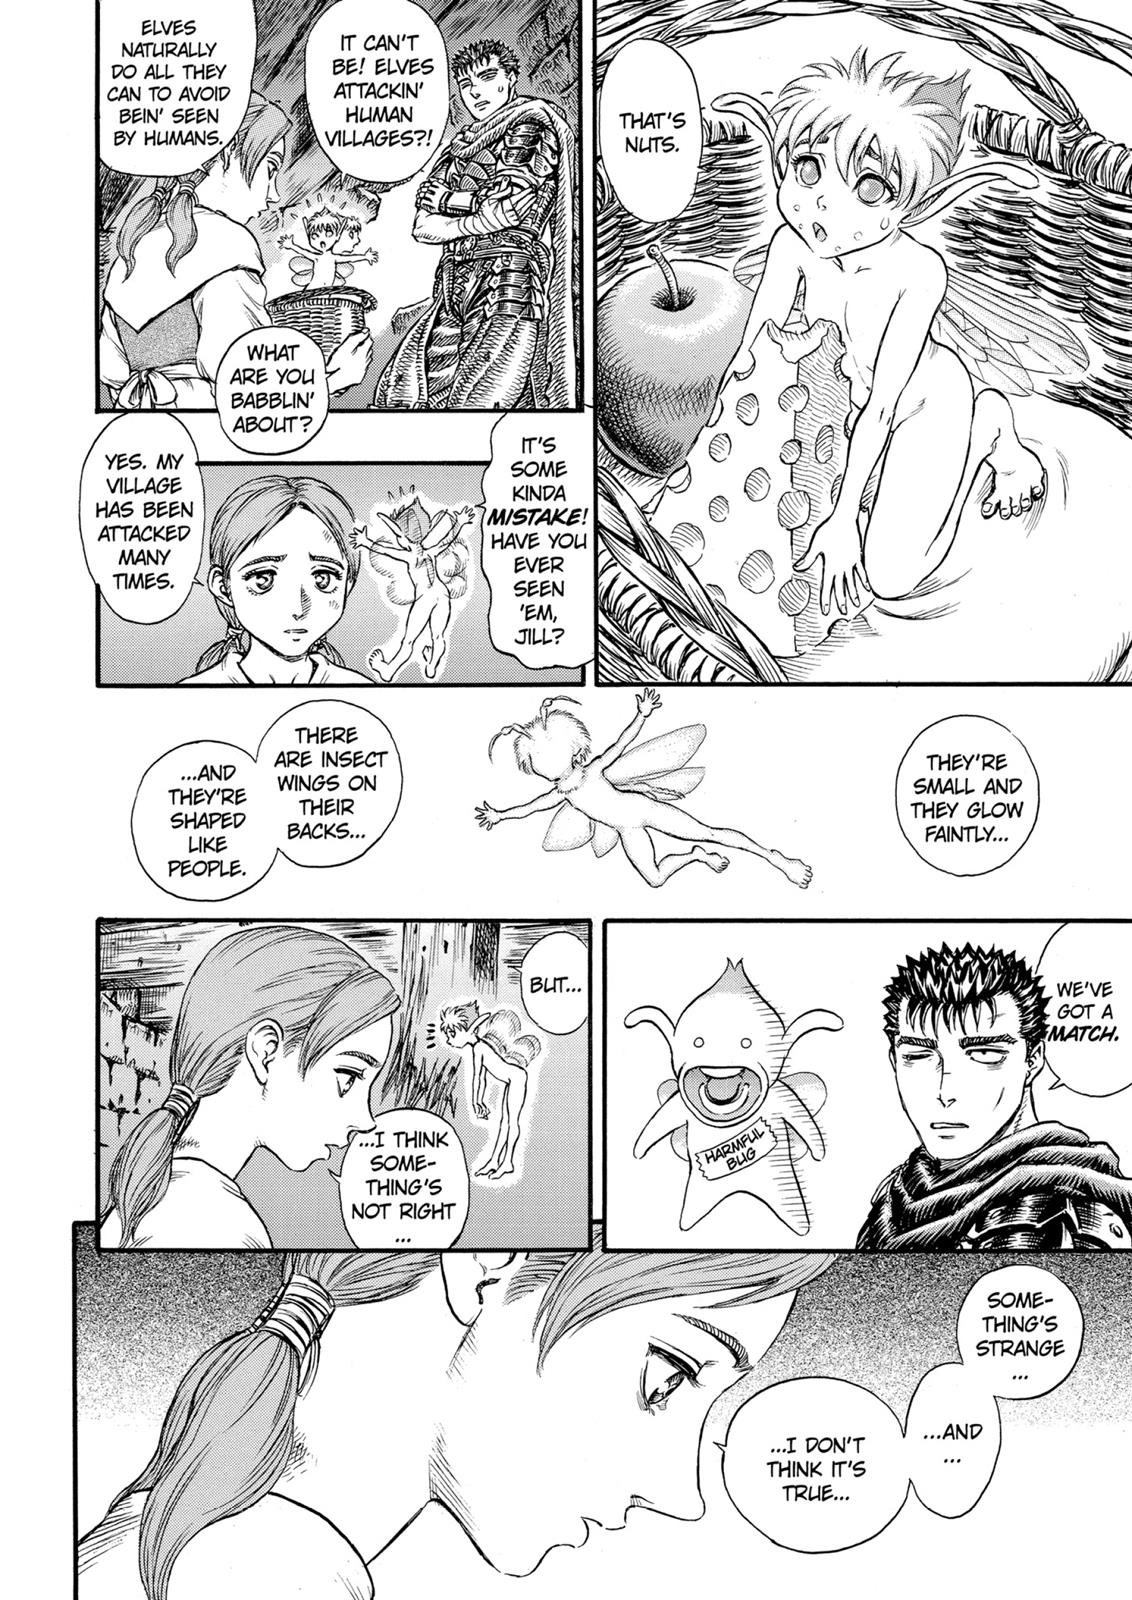 THAT'S
NUTS.
IT CAN'T
BE! ELVES
ATTACKIN'
HUMAN
VILLAGES?!
ELVES
NATURALLY
DO ALL THEY
CAN TO AVOID
BEIN' SEEN
BY HUMANS.
WHAT
ARE YOU
BABBLIN'
ABOUT?
IT'S
SOME
KINDA
MISTAKE!
HAVE YOU
EVER
SEEN
'EM,
JILL?
YES. MY
VILLAGE
HAS BEEN
ATTACKED
MANY
TIMES.
THEY'RE
SMALL AND
THEY GLOW
FAINTLY...
THERE
ARE INSECT
WINGS ON
THEIR
BACKS...
...AND
THEY'RE
SHAPED
LIKE
PEOPLE.
WE'VE
GOT A
MATCH.
HARMFUL
BUG
BUT...
...I THINK
SOME-
THING'S
NOT RIGHT
...
SOME-
THING'S
STRANGE
...
...AND
...
...I DON'T
THINK IT'S
TRUE...